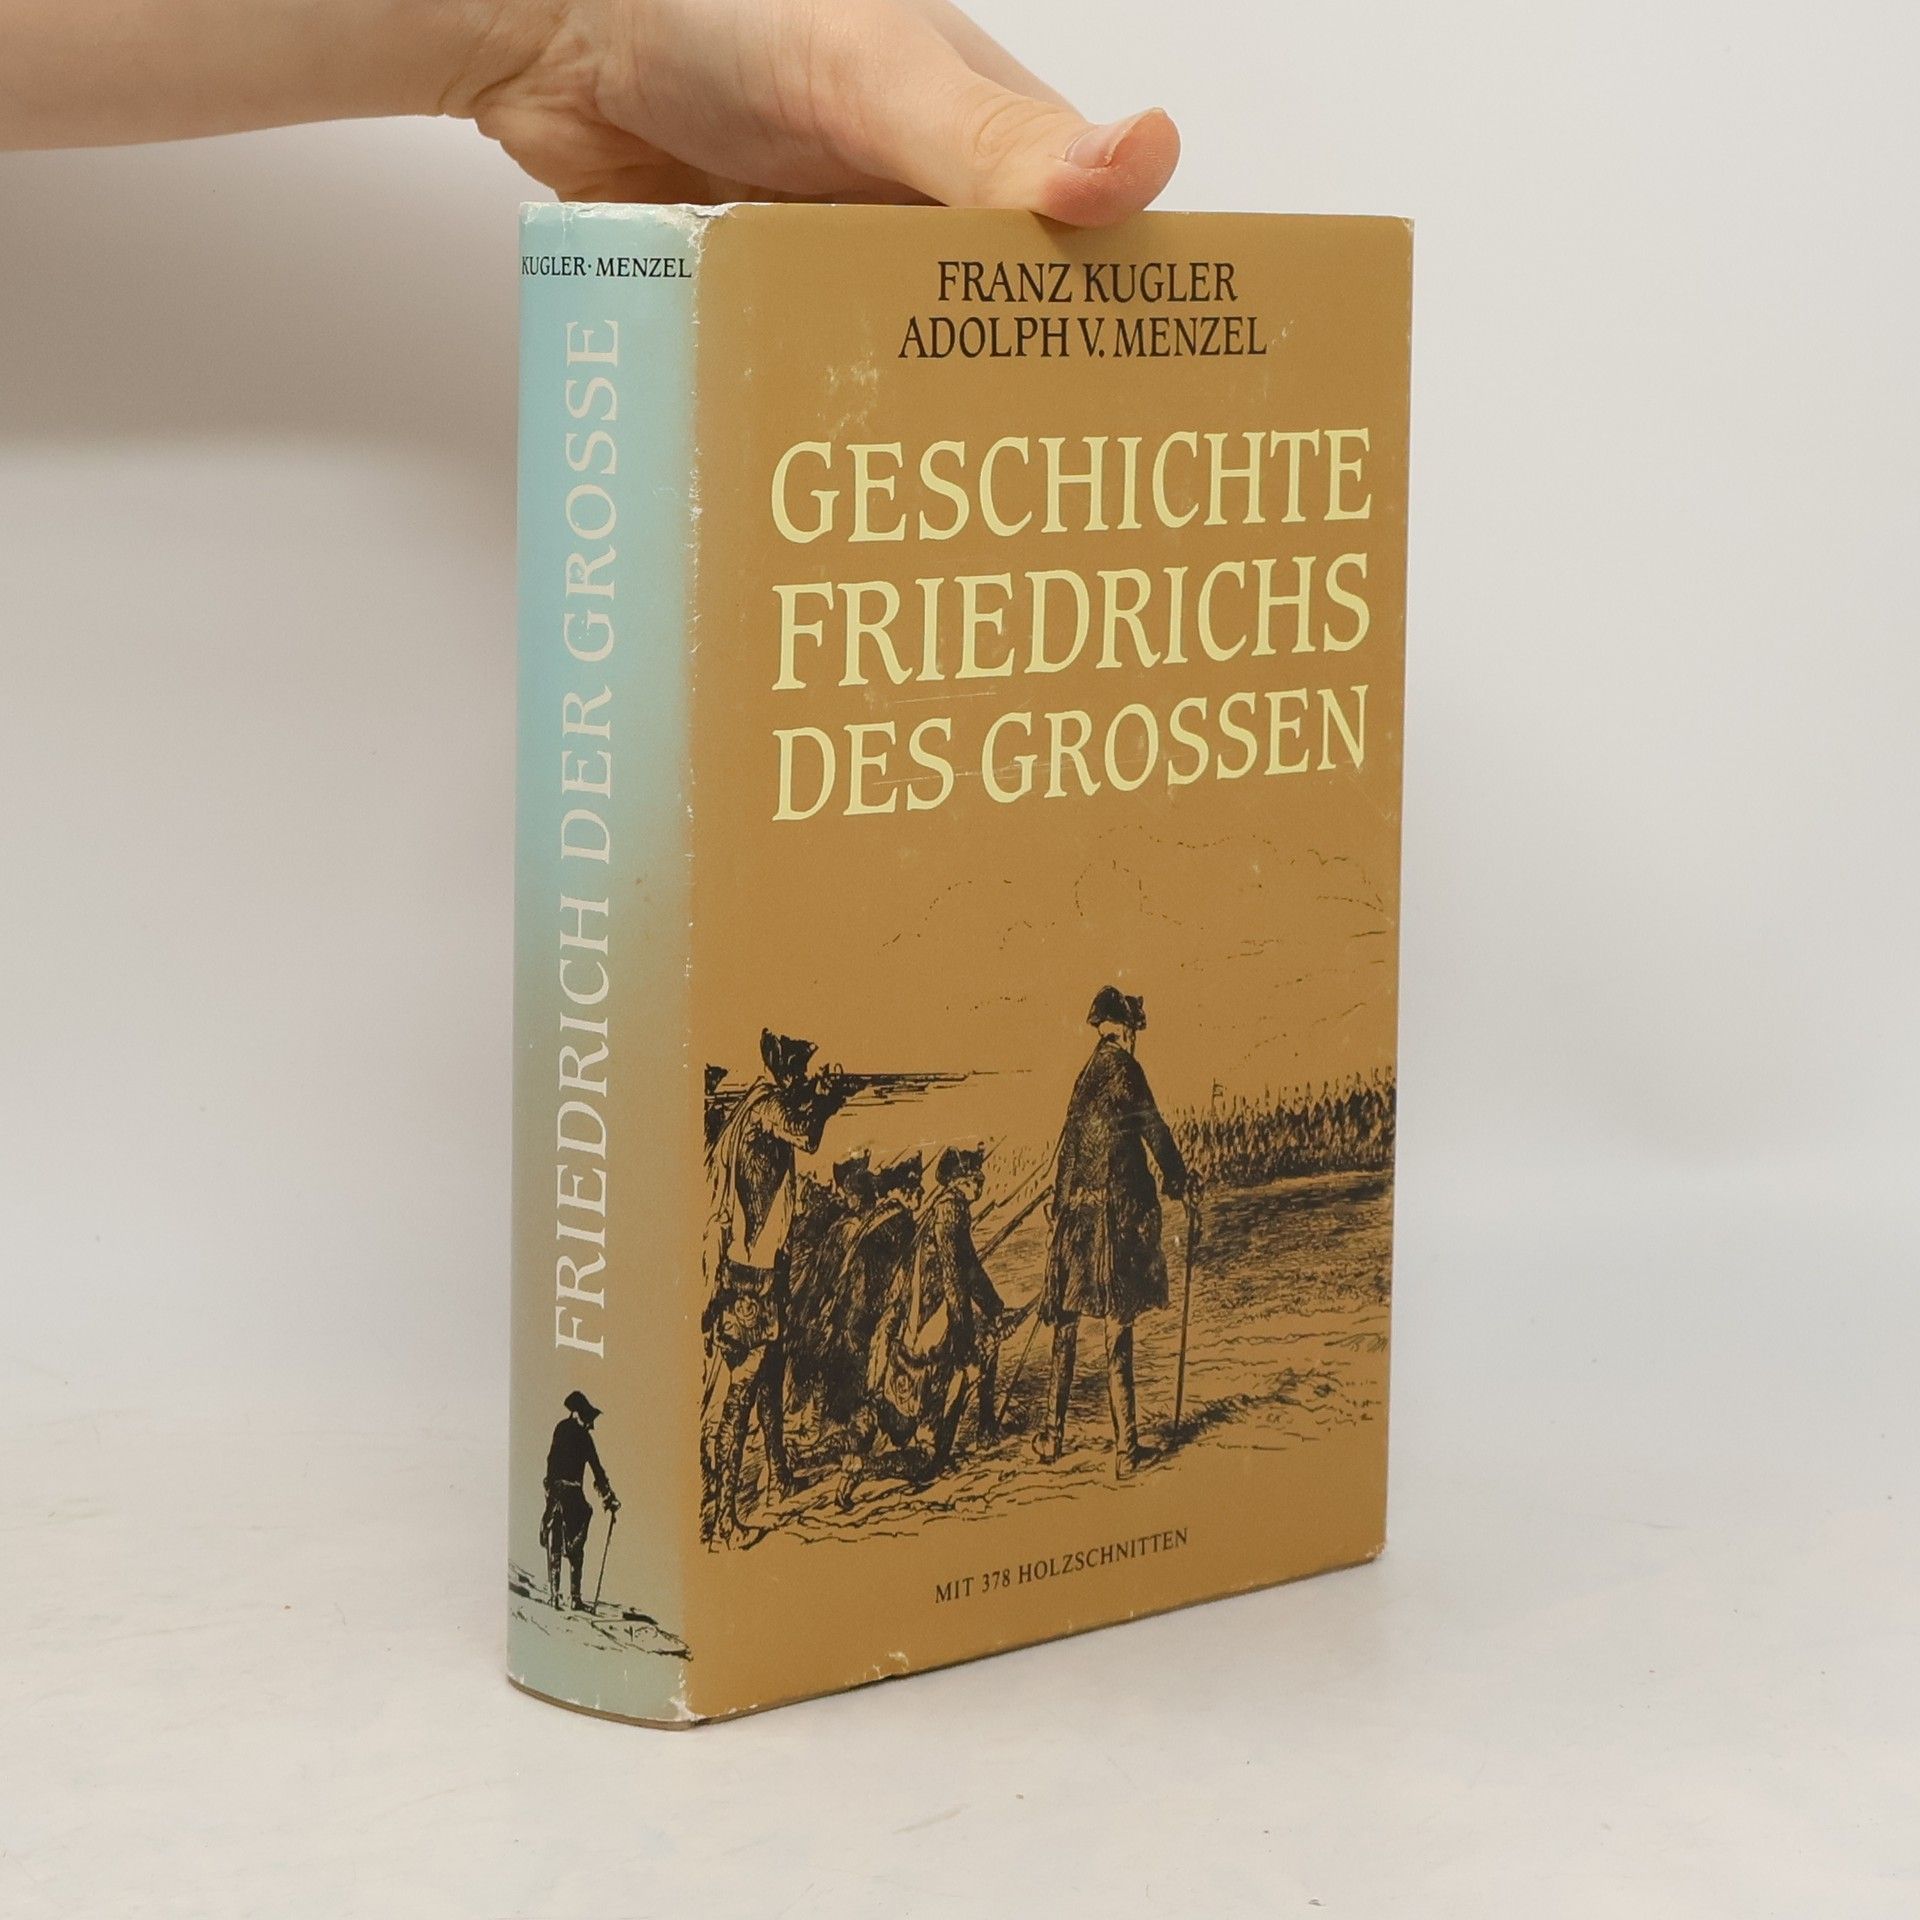 KUGLER·MENZEL
FRIEDRICH DER GROSSE
FRANZ KUGLER
ADOLPH V. MENZEL
GESCHICHTE
FRIEDRICHS
DES GROSSEN
MIT 378 HOLZSCHNITTEN